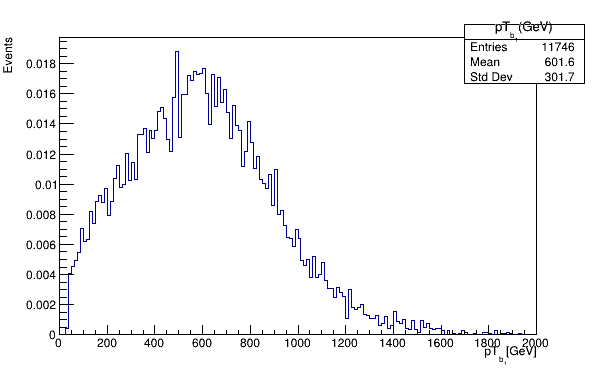 pT_b_1(GeV)
Entries 11746
Mean 601.6
Std Dev 301.7
Events
0.018
0.016
0.014
0.012
0.01
0.008
0.006
0.004
0.002
0
0 200 400 600 800 1000 1200 1400 1600 1800 2000
pT_b_1[GeV]